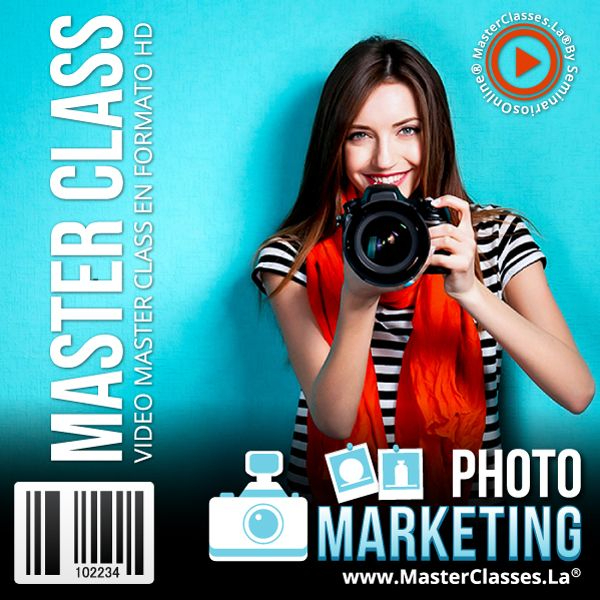 MASTER CLASS
VIDEO MASTER CLASS EN FORMATO HD
MasterClasses.La®By SeminariosOnline®
102234
PHOTO
MARKETING
www.MasterClasses.La®